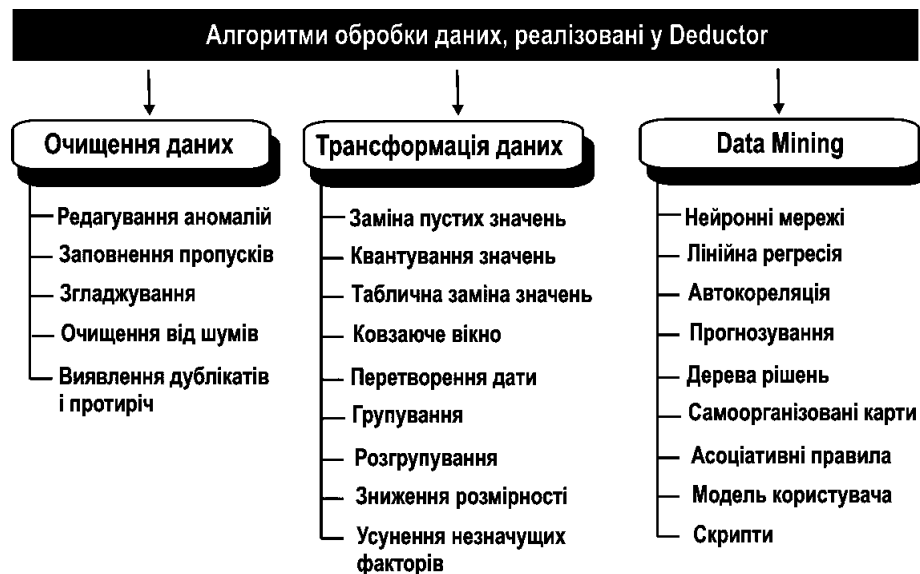 Алгоритми обробки даних, реалізовані у Deductor
Очищення даних
Редагування аномалій
Заповнення пропусків
Згладжування
Очищення від шумів
Виявлення дублікатів
і протиріч
Трансформація даних
Заміна пустих значень
Квантування значень
Таблична заміна значень
Ковзаюче вікно
Перетворення дати
Групування
Розгрупування
Зниження розмірності
Усунення незначущих
факторів
Data Mining
Нейронні мережі
Лінійна регресія
Автокореляція
Прогнозування
Дерева рішень
Самоорганізовані карти
Асоціативні правила
Модель користувача
Скрипти